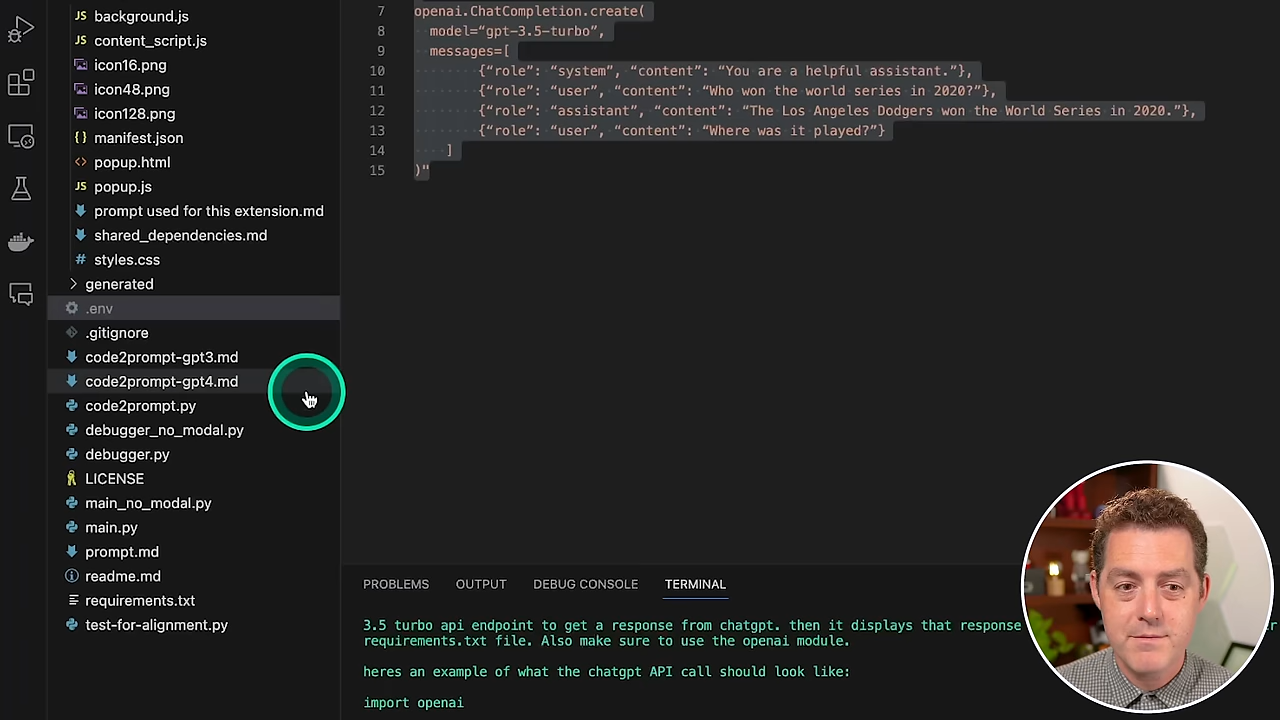 background.js
content_script.js
icon16.png
icon48.png
icon128.png
manifest.json
popup.html
popup.js
prompt used for this extension.md
shared_dependencies.md
styles.css
generated
.env
.gitignore
code2prompt-gpt3.md
code2prompt-gpt4.md
code2prompt.py
debugger_no_modal.py
debugger.py
LICENSE
main_no_modal.py
main.py
prompt.md
readme.md
requirements.txt
test-for-alignment.py
7 openai.ChatCompletion.create(
8 model=“gpt-3.5-turbo”,
9 messages=[
10 {“role”: “system”, “content”: “You are a helpful assistant.”},
11 {“role”: “user”, “content”: “Who won the world series in 2020?”},
12 {“role”: “assistant”, “content”: “The Los Angeles Dodgers won the World Series in 2020.”},
13 {“role”: “user”, “content”: “Where was it played?”}
14 ]
15 )"
PROBLEMS OUTPUT DEBUG CONSOLE TERMINAL
3.5 turbo api endpoint to get a response from chatgpt. then it displays that response
requirements.txt file. Also make sure to use the openai module.
heres an example of what the chatgpt API call should look like:
import openai